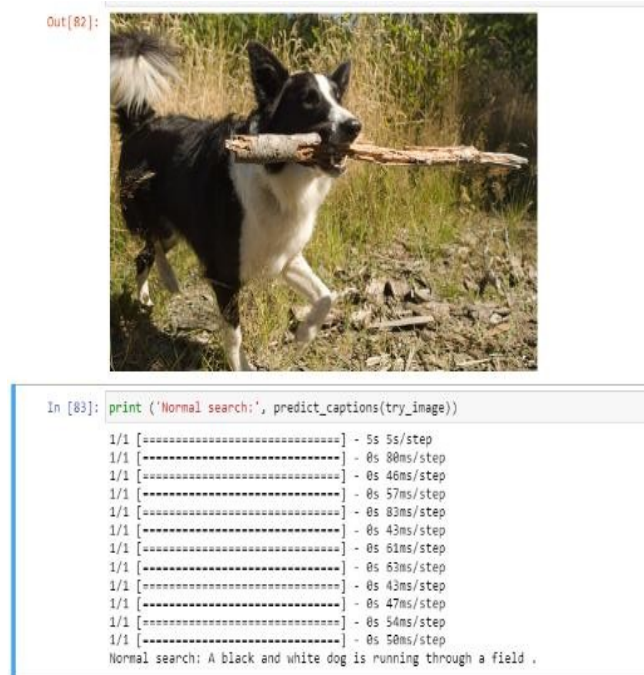 Out[82]:
In [83]: print ('Normal search:', predict_captions(try_image))
1/1 [==============================] - 5s 5s/step
1/1 [==============================] - 0s 80ms/step
1/1 [==============================] - 0s 46ms/step
1/1 [==============================] - 0s 57ms/step
1/1 [==============================] - 0s 83ms/step
1/1 [==============================] - 0s 43ms/step
1/1 [==============================] - 0s 61ms/step
1/1 [==============================] - 0s 63ms/step
1/1 [==============================] - 0s 43ms/step
1/1 [==============================] - 0s 47ms/step
1/1 [==============================] - 0s 54ms/step
1/1 [==============================] - 0s 50ms/step
Normal search: A black and white dog is running through a field .